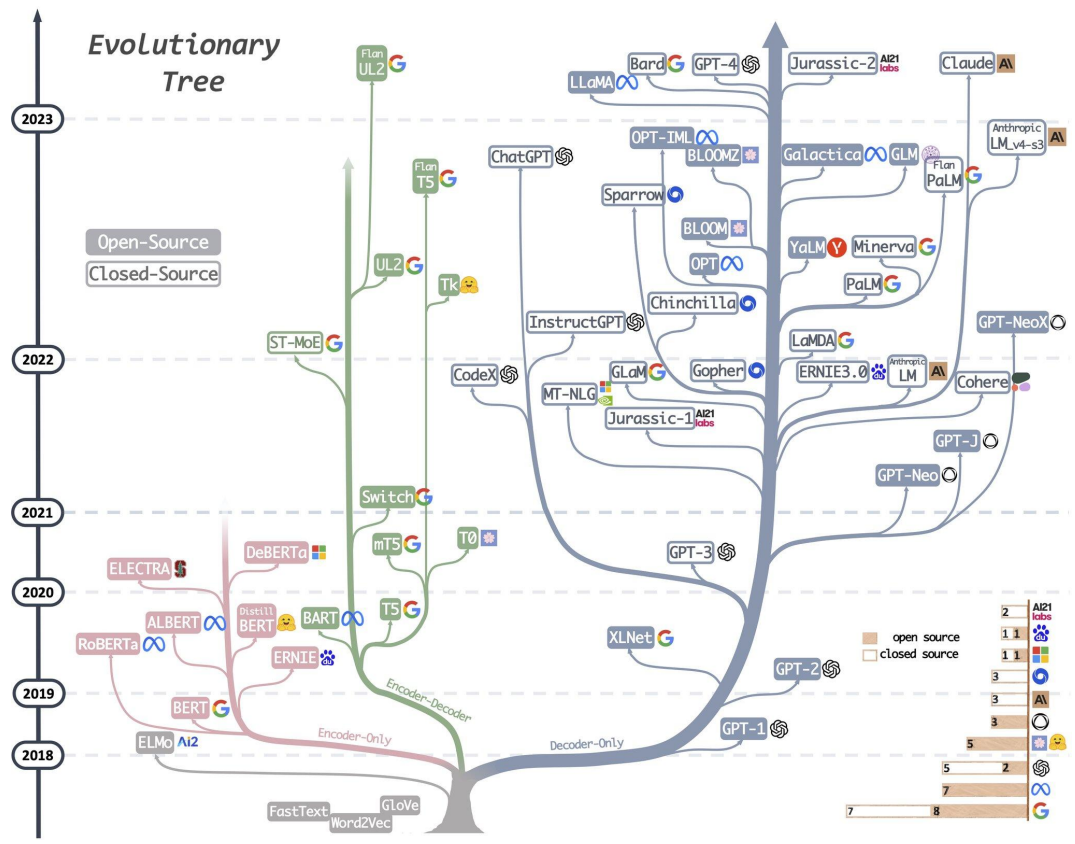 Evolutionary
Tree
2023
2022
2021
2020
2019
2018
Open-Source
Closed-Source
Flan
UL2
Flan
T5
UL2
Tk
ST-MoE
Switch
mT5
T0
BART
T5
Encoder-Decoder
DeBERTa
ELECTRA
Distill
BERT
ALBERT
RoBERTa
ERNIE
du
BERT
Encoder-Only
ELMo
Ai2
FastText
Word2Vec
GloVe
Decoder-Only
LLaMA
Bard
GPT-4
Jurassic-2
AI21
labs
Claude
A\
Anthropic
LM_v4-s3
A\
OPT-IML
BLOOMZ
ChatGPT
Galactica
GLM
Flan
PaLM
Sparrow
BLOOM
OPT
YaLM
Y
Minerva
PaLM
Chinchilla
InstructGPT
GPT-NeoX
LaMDA
CodeX
GLaM
Gopher
ERNIE3.0
du
Anthropic
LM
A\
Cohere
MT-NLG
Jurassic-1
AI21
labs
GPT-J
GPT-Neo
GPT-3
XLNet
GPT-2
GPT-1
open source
closed source
2
AI21
labs
1 1
du
1 1
3
3
A\
3
5
5 2
7
7 8